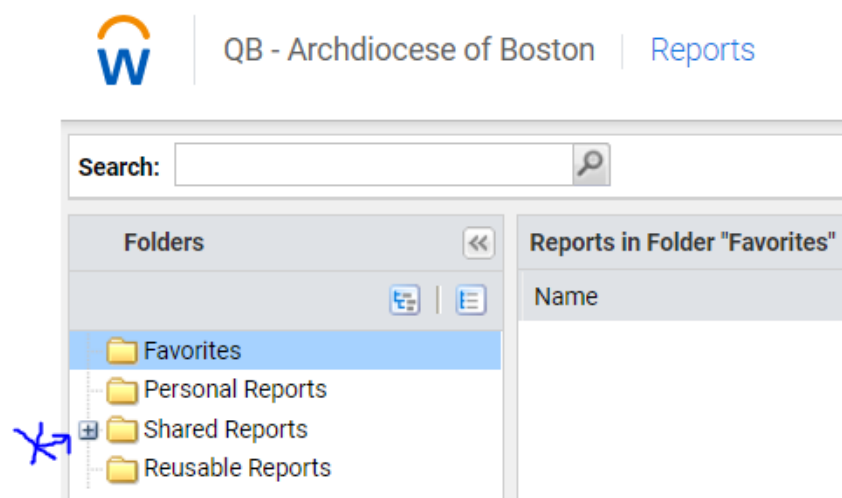 QB - Archdiocese of Boston Reports
Search:
Folders
Reports in Folder "Favorites"
Name
Favorites
Personal Reports
Shared Reports
Reusable Reports